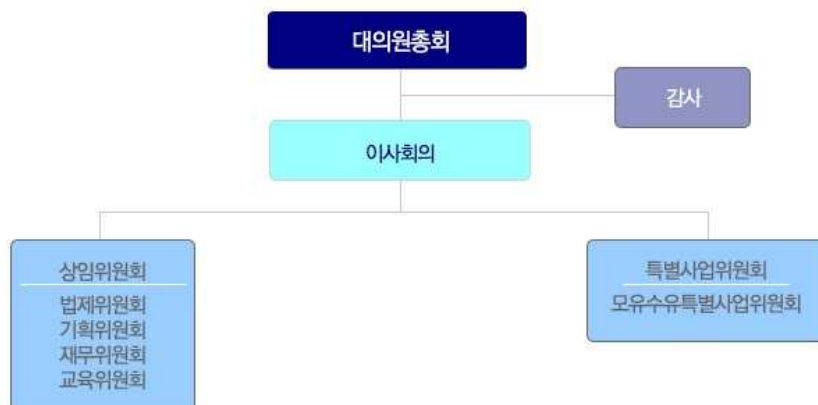 대의원총회
감사
이사회의
상임위원회
법제위원회
기획위원회
재무위원회
교육위원회
특별사업위원회
모유수유특별사업위원회